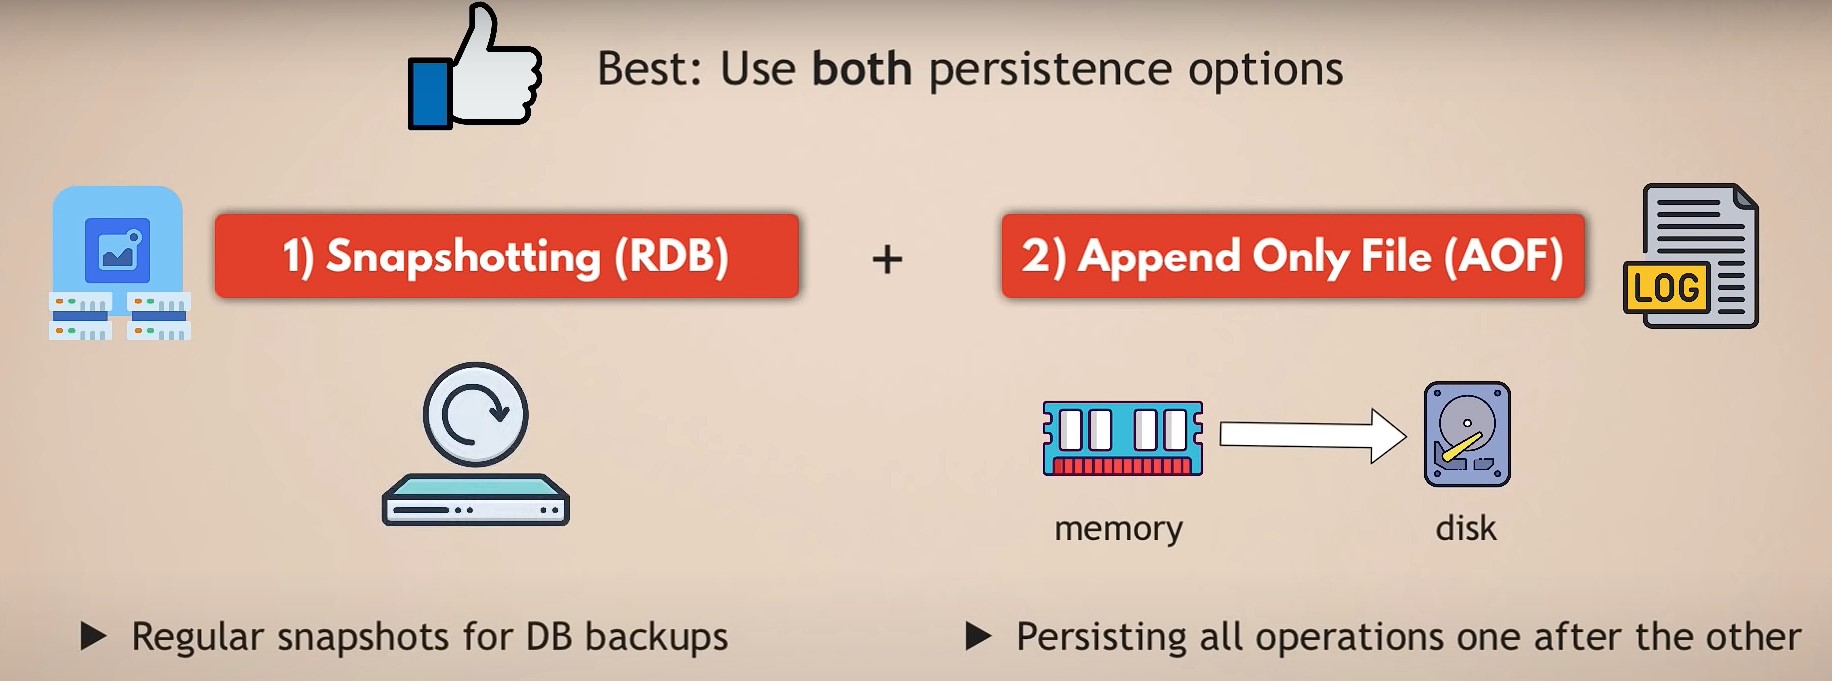 Best: Use both persistence options
1) Snapshotting (RDB)
+
2) Append Only File (AOF)
LOG
memory
disk
► Regular snapshots for DB backups
► Persisting all operations one after the other